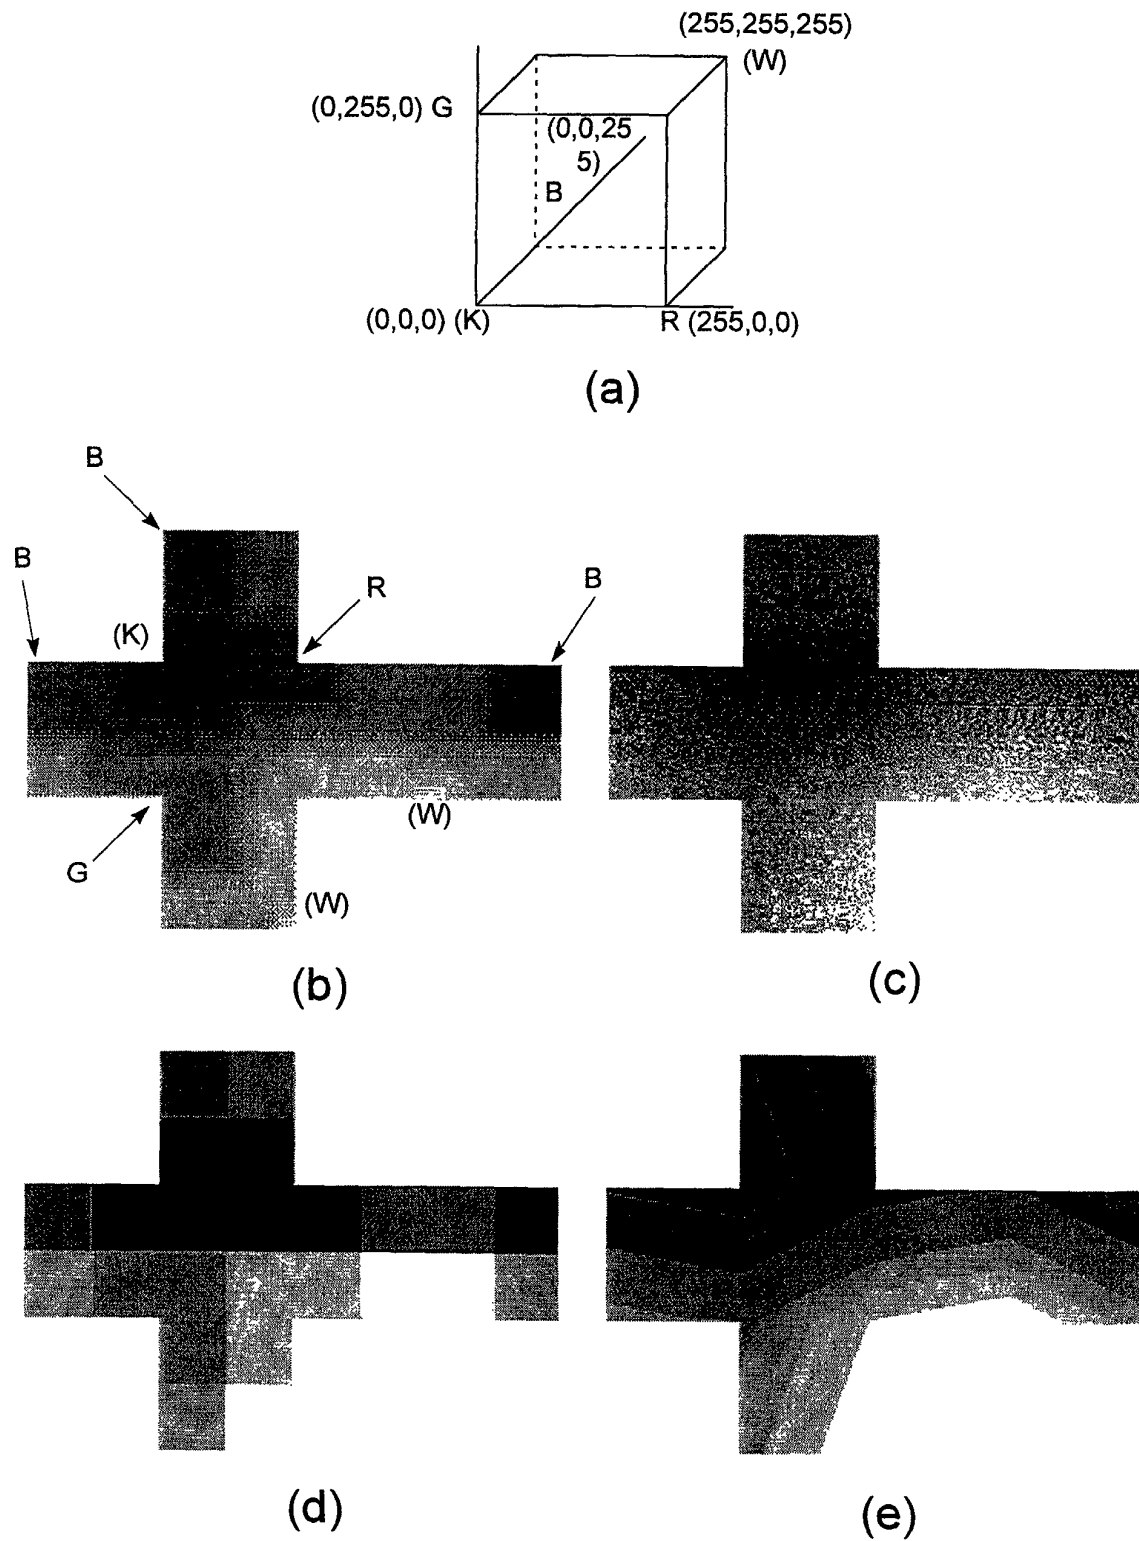 (255,255,255)
(W)
(0,255,0) G
(0,0,25
5)
B
(0,0,0) (K)
R (255,0,0)
(a)
B
B
(K)
R
B
G
(W)
(W)
(b)
(c)
(d)
(e)